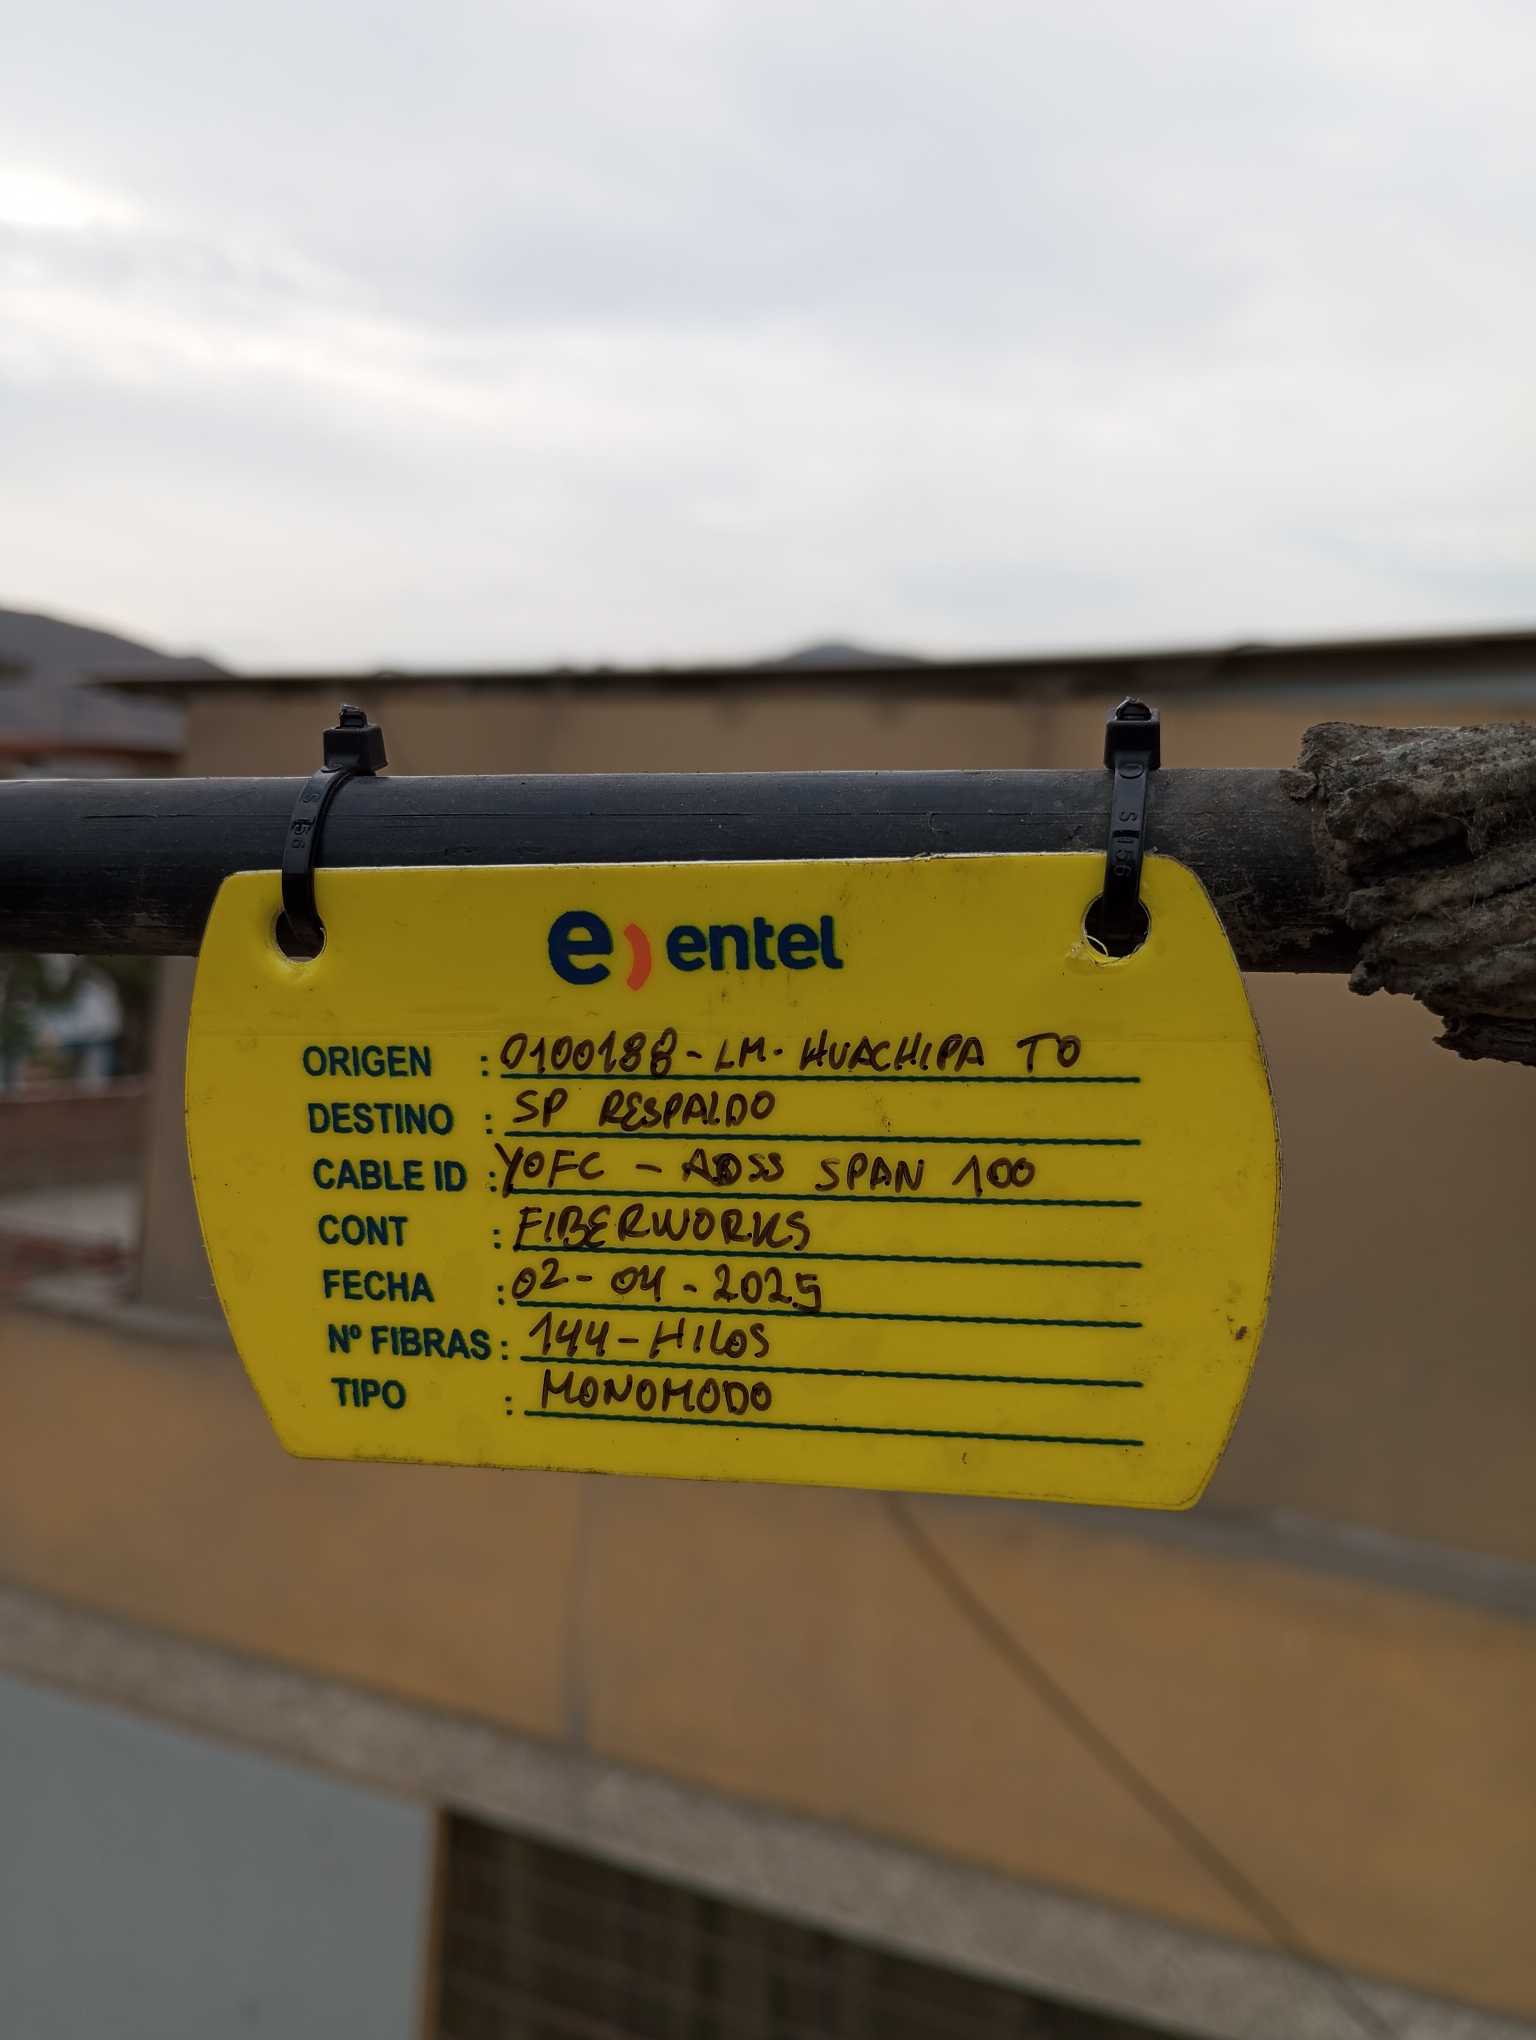 e) entel
ORIGEN : 0100188 - LM. HUACHIPA TO
DESTINO : SP RESPALDO
CABLE ID : YOFC - ADSS SPAN 100
CONT : FIBERWORKS
FECHA : 02-04-2025
Nº FIBRAS : 144-HILOS
TIPO : MONOMODO